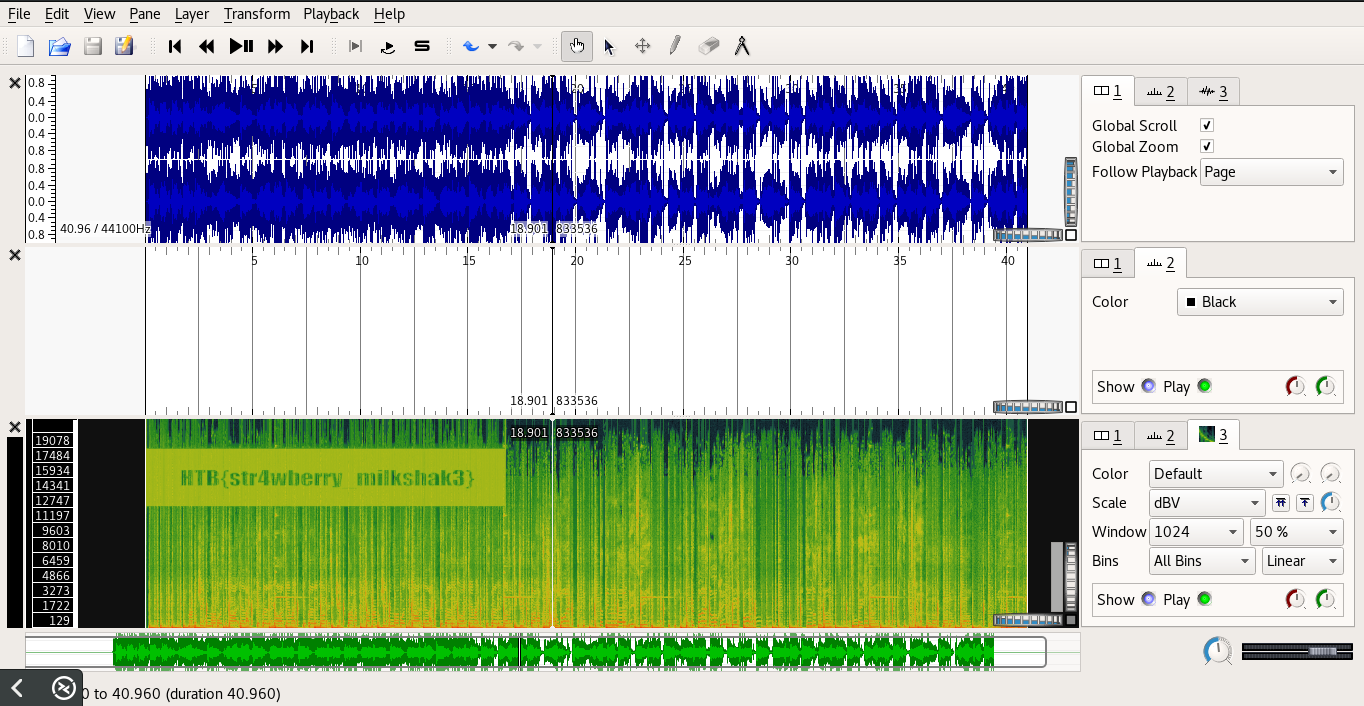 File Edit View Pane Layer Transform Playback Help
0.8
0.4
0.0
0.4
0.8
0.8
0.4
0.0
0.4
0.8
40.96 / 44100Hz
18.901 833536
5 10 15 20 25 30 35 40
18.901 833536
19078
17484
15934
14341
12747
11197
9603
8010
6459
4866
3273
1722
129
18.901 833536
HTB{str4wberry_milkshak3}
1 2 3
Global Scroll
Global Zoom
Follow Playback Page
1 2
Color Black
Show Play
1 2 3
Color Default
Scale dBV
Window 1024 50 %
Bins All Bins Linear
Show Play
0 to 40.960 (duration 40.960)